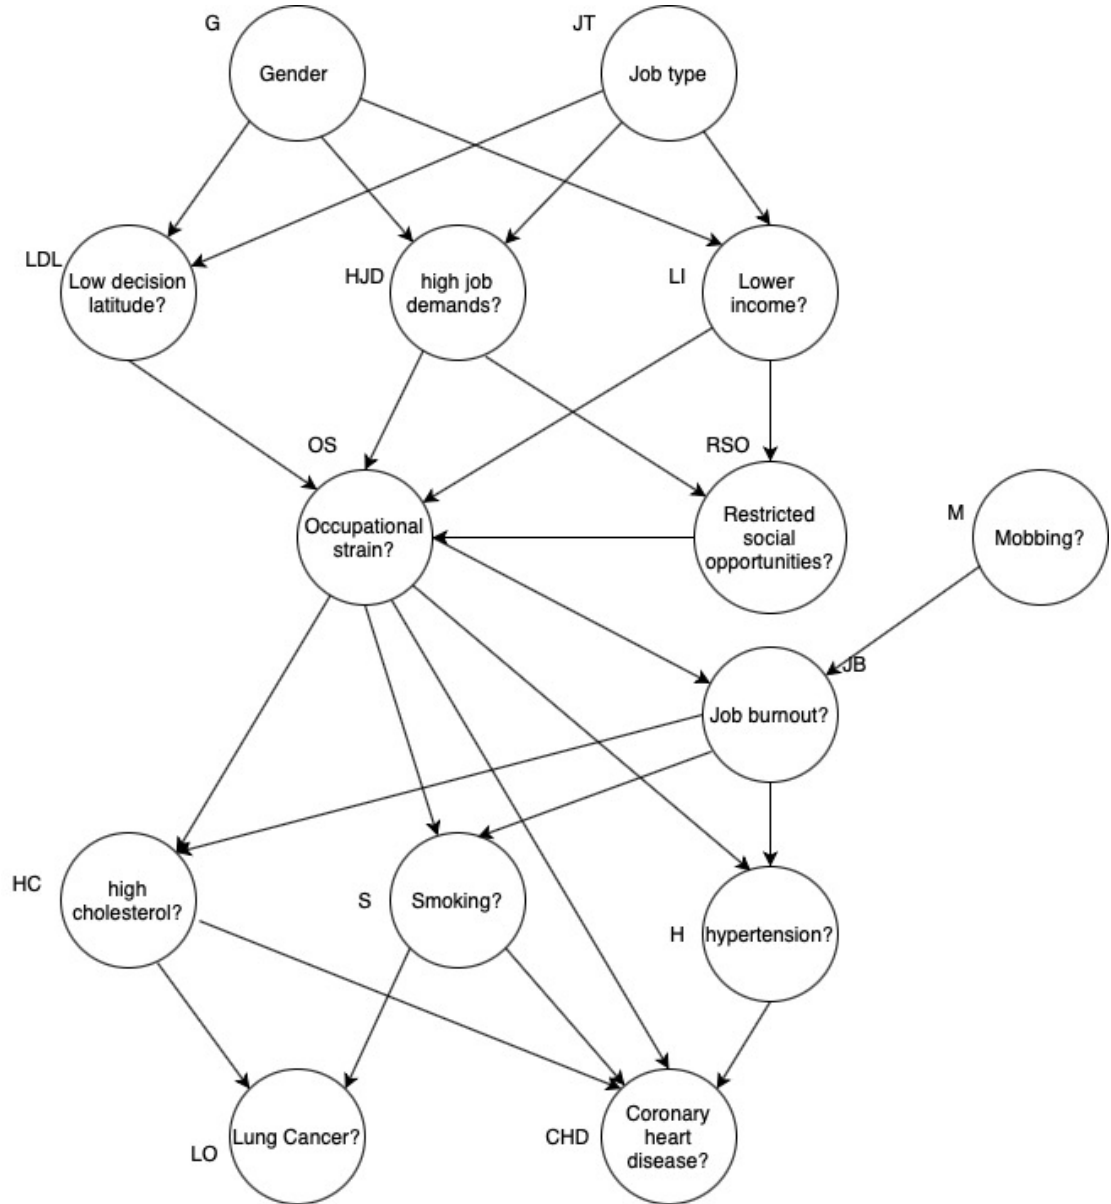 G
JT
Gender
Job type
LDL
HJD
LI
Low decision
latitude?
high job
demands?
Lower
income?
OS
RSO
Occupational
strain?
Restricted
social
opportunities?
M
Mobbing?
JB
Job burnout?
HC
high
cholesterol?
S
Smoking?
H
hypertension?
LO
Lung Cancer?
CHD
Coronary
heart
disease?